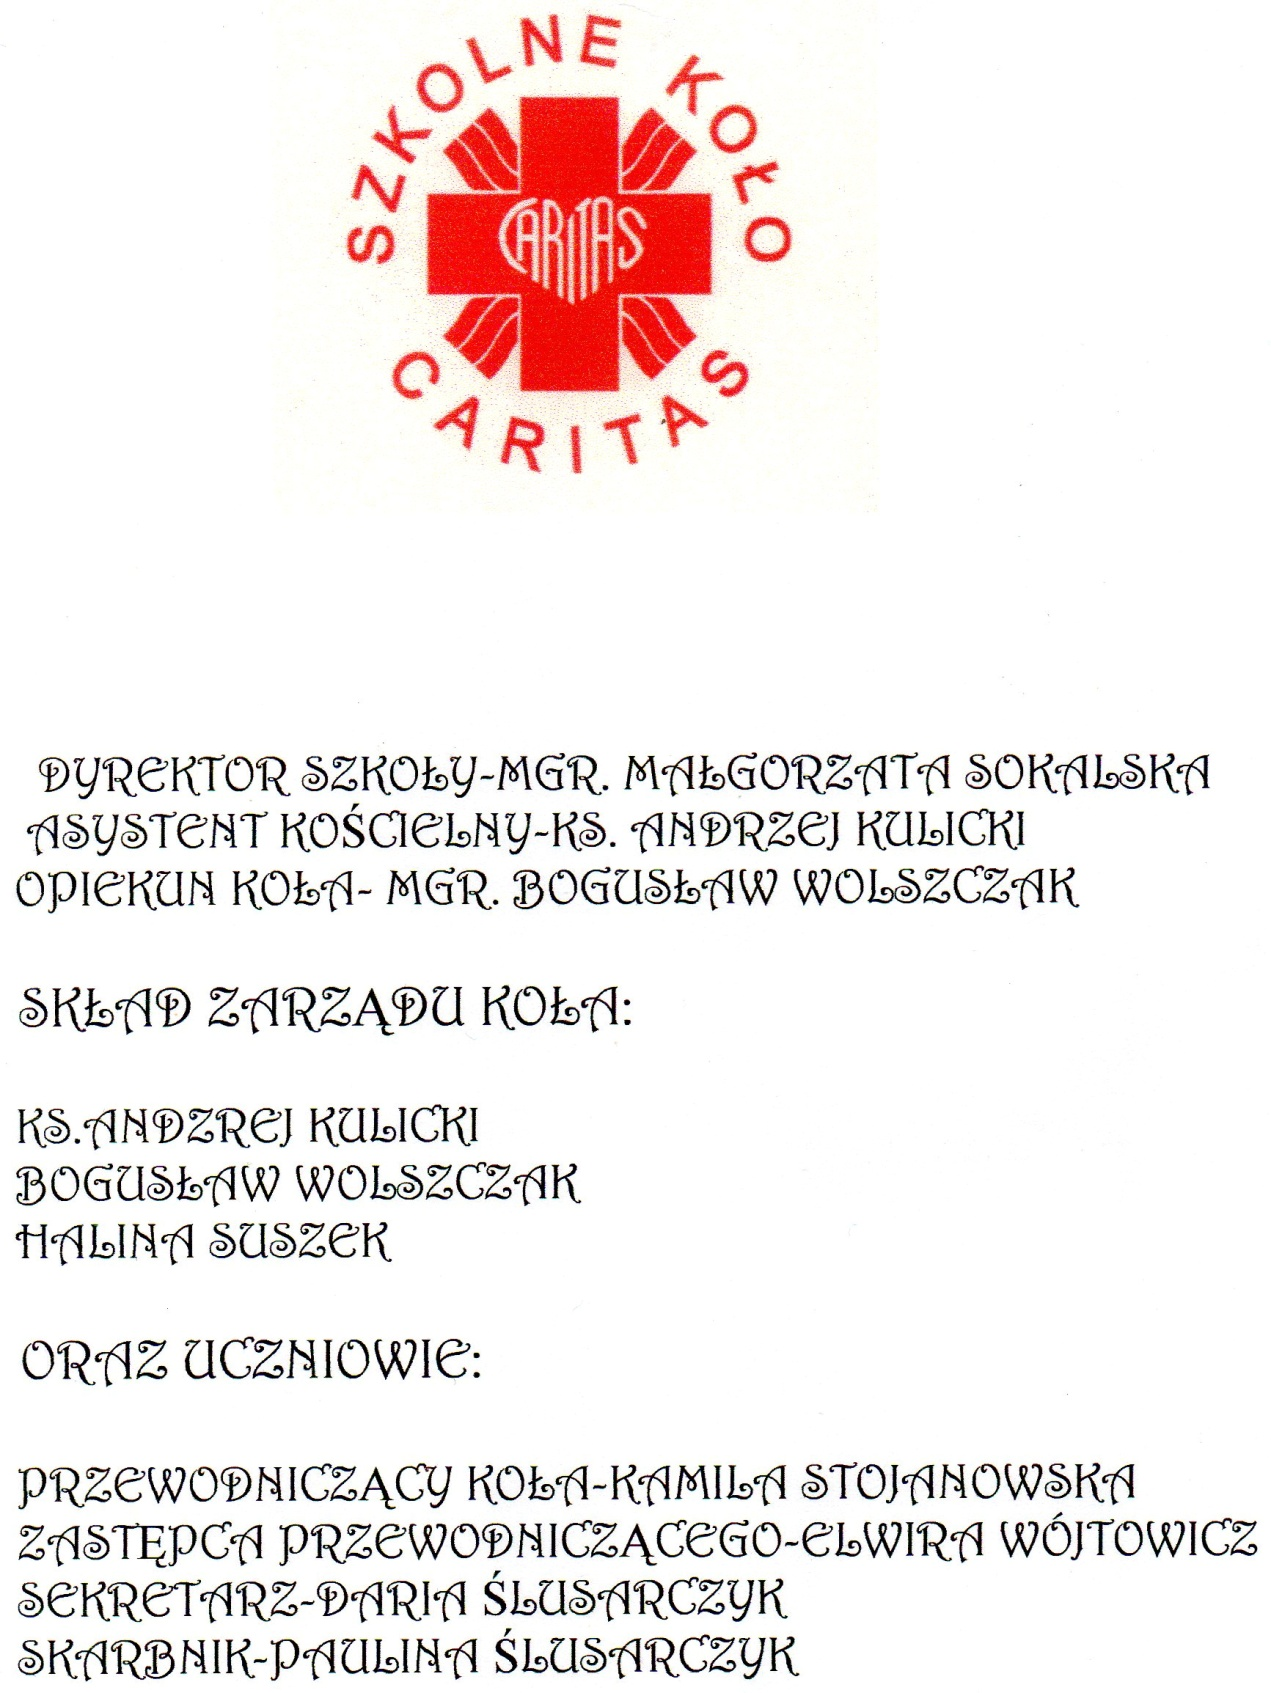 SZKOLNE KOŁO
CARITAS
CARITAS
DYREKTOR SZKOŁY-MGR. MAŁGORZATA SOKALSKA
ASYSTENT KOŚCIELNY-KS. ANDRZEJ KULICKI
OPIEKUN KOŁA- MGR. BOGUSŁAW WOLSZCZAK
SKŁAD ZARZĄDU KOŁA:
KS.ANDZREJ KULICKI
BOGUSŁAW WOLSZCZAK
HALINA SUSZEK
ORAZ UCZNIOWIE:
PRZEWODNICZĄCY KOŁA-KAMILA STOJANOWSKA
ZASTĘPCA PRZEWODNICZĄCEGO-ELWIRA WÓJTOWICZ
SEKRETARZ-DARIA ŚLUSARCZYK
SKARBNIK-PAULINA ŚLUSARCZYK